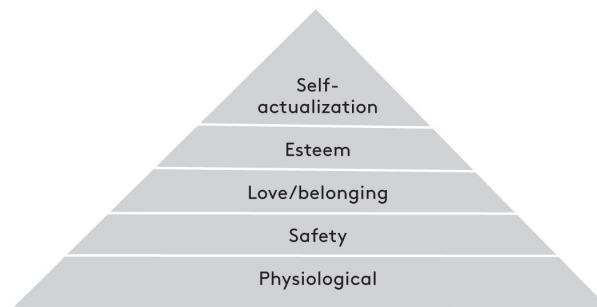 Self-
actualization
Esteem
Love/belonging
Safety
Physiological